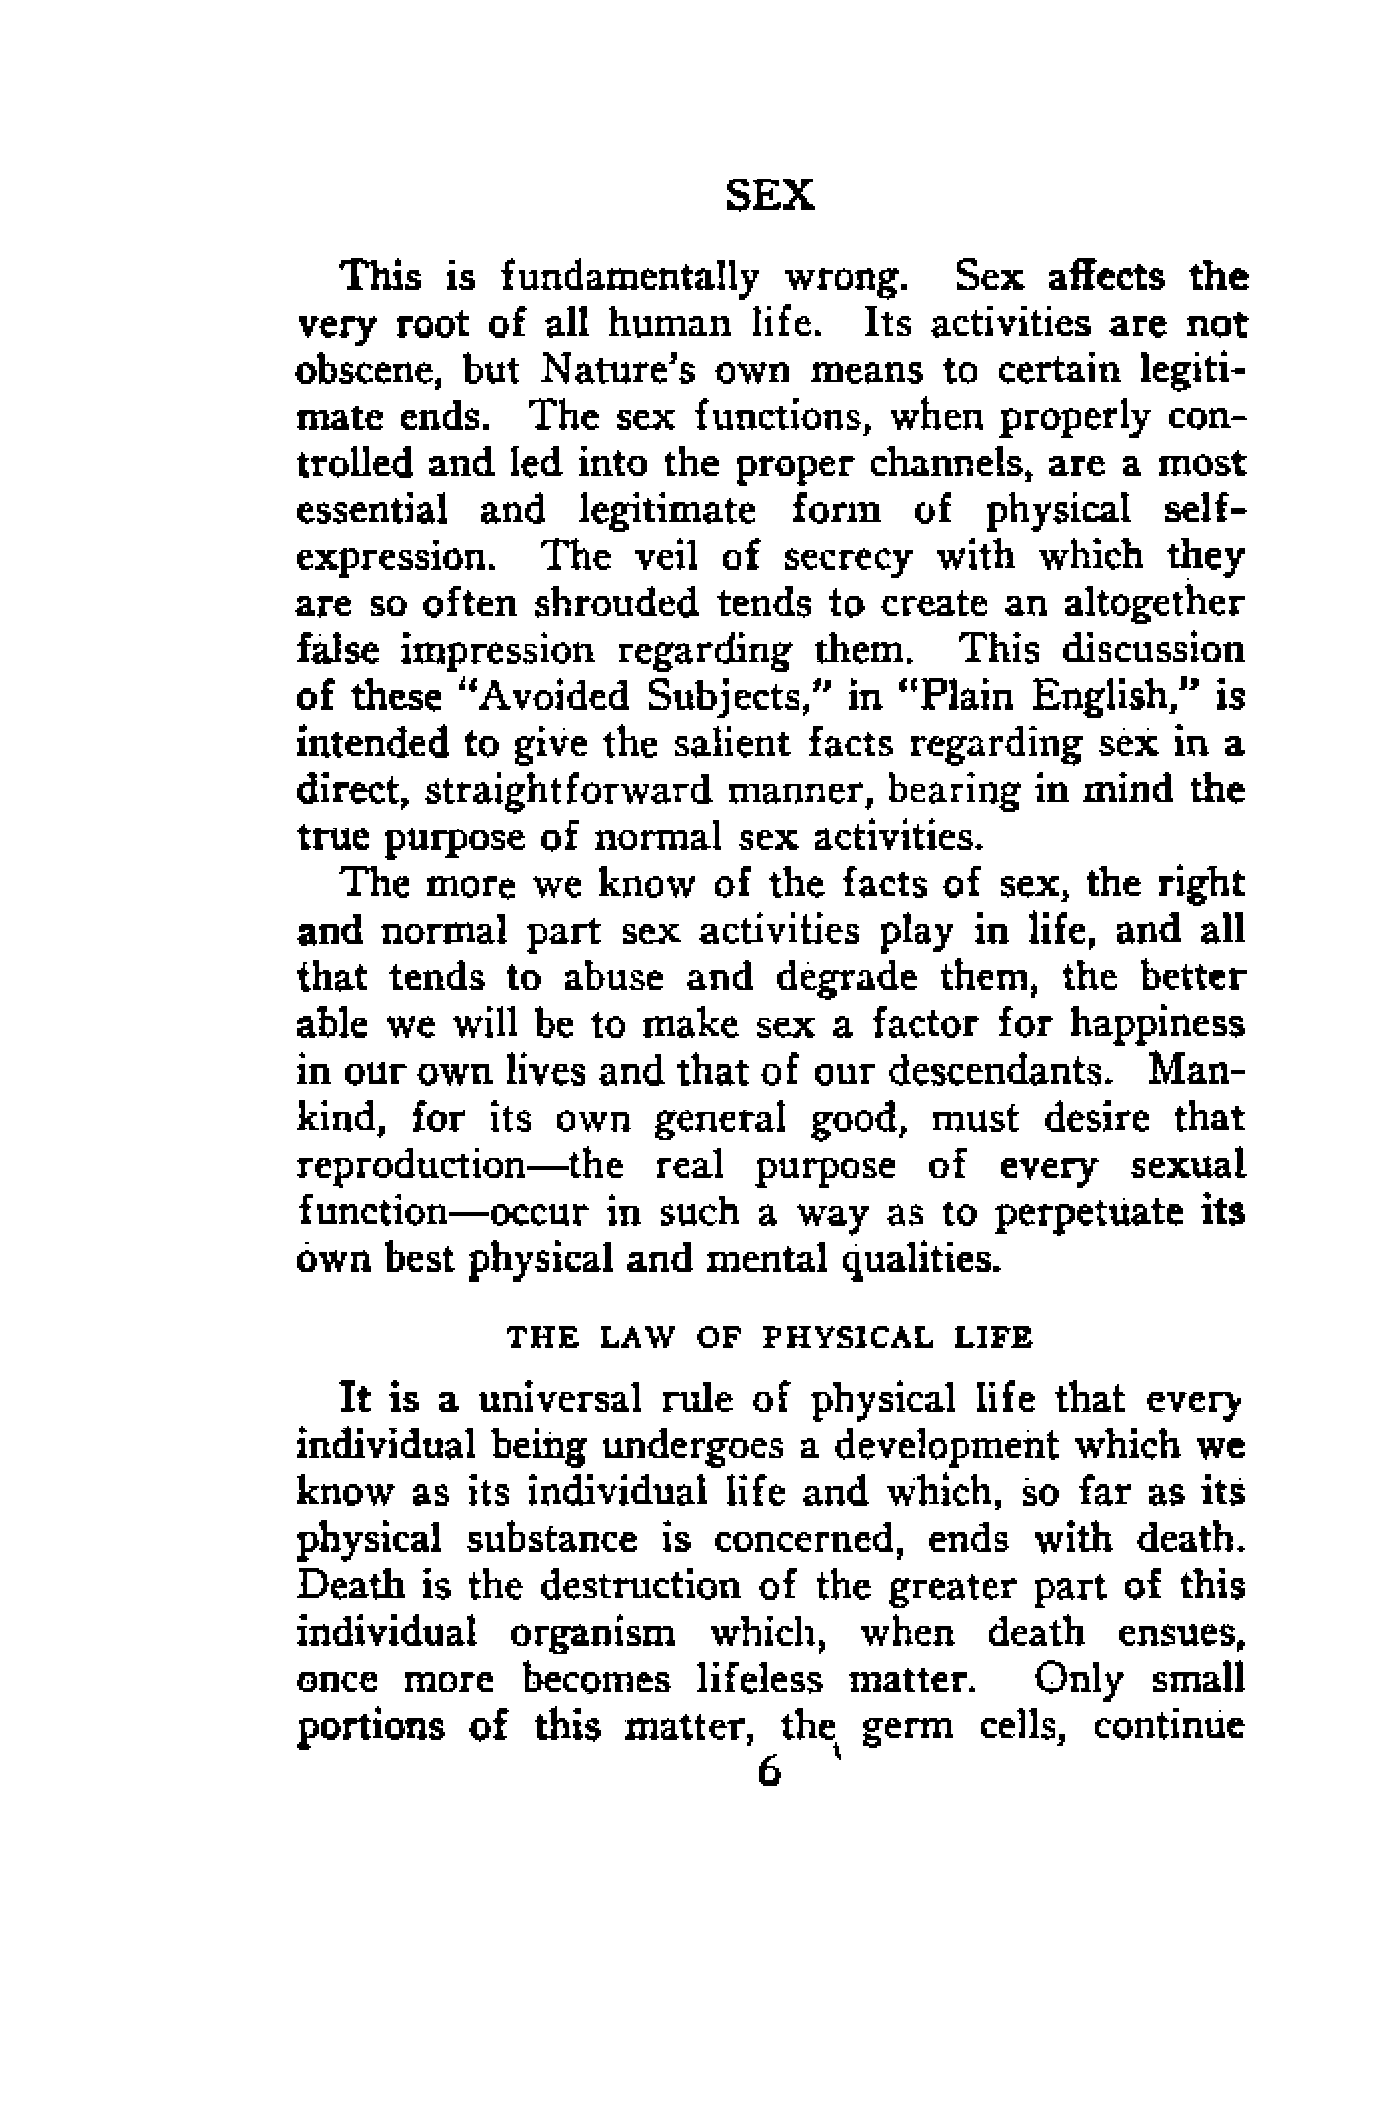 SEX
This is fundamentally wrong. Sex affects the
very root of all human life. Its activities are not
obscene, but Nature's own means to certain legiti-
mate ends. The sex functions, when properly con-
trolled and led into the proper channels, are a most
essential and legitimate form of physical self-
expression. The veil of secrecy with which they
are so often shrouded tends to create an altogether
false impression regarding them. This discussion
of these "Avoided Subjects," in "Plain English," is
intended to give the salient facts regarding sex in a
direct, straightforward manner, bearing in mind the
true purpose of normal sex activities.
The more we know of the facts of sex, the right
and normal part sex activities play in life, and all
that tends to abuse and degrade them, the better
able we will be to make sex a factor for happiness
in our own lives and that of our descendants. Man-
kind, for its own general good, must desire that
reproduction—the real purpose of every sexual
function—occur in such a way as to perpetuate its
own best physical and mental qualities.
THE LAW OF PHYSICAL LIFE
It is a universal rule of physical life that every
individual being undergoes a development which we
know as its individual life and which, so far as its
physical substance is concerned, ends with death.
Death is the destruction of the greater part of this
individual organism which, when death ensues,
once more becomes lifeless matter. Only small
portions of this matter, the germ cells, continue
6